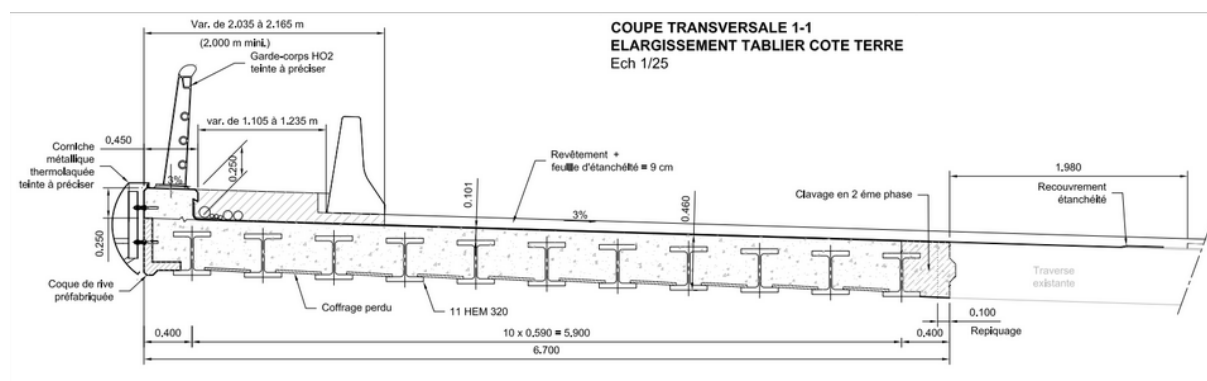 Var. de 2.035 à 2.165 m
(2.000 m mini.)
Garde-corps HO2
teinte à préciser
COUPE TRANSVERSALE 1-1
ELARGISSEMENT TABLIER COTE TERRE
Ech 1/25
var. de 1.105 à 1.235 m
0.450
Corniche
métallique
thermolaquée
teinte à préciser
3%
0.250
0.250
Revêtement +
feuille d'étanchéité = 9 cm
0.101
3%
0.460
Clavage en 2 éme phase
1.980
Recouvrement
étanchéité
Traverse
existante
Coque de rive
préfabriquée
Coffrage perdu
11 HEM 320
0.100
Repiquage
0.400
10 x 0.590 = 5.900
0.400
6.700